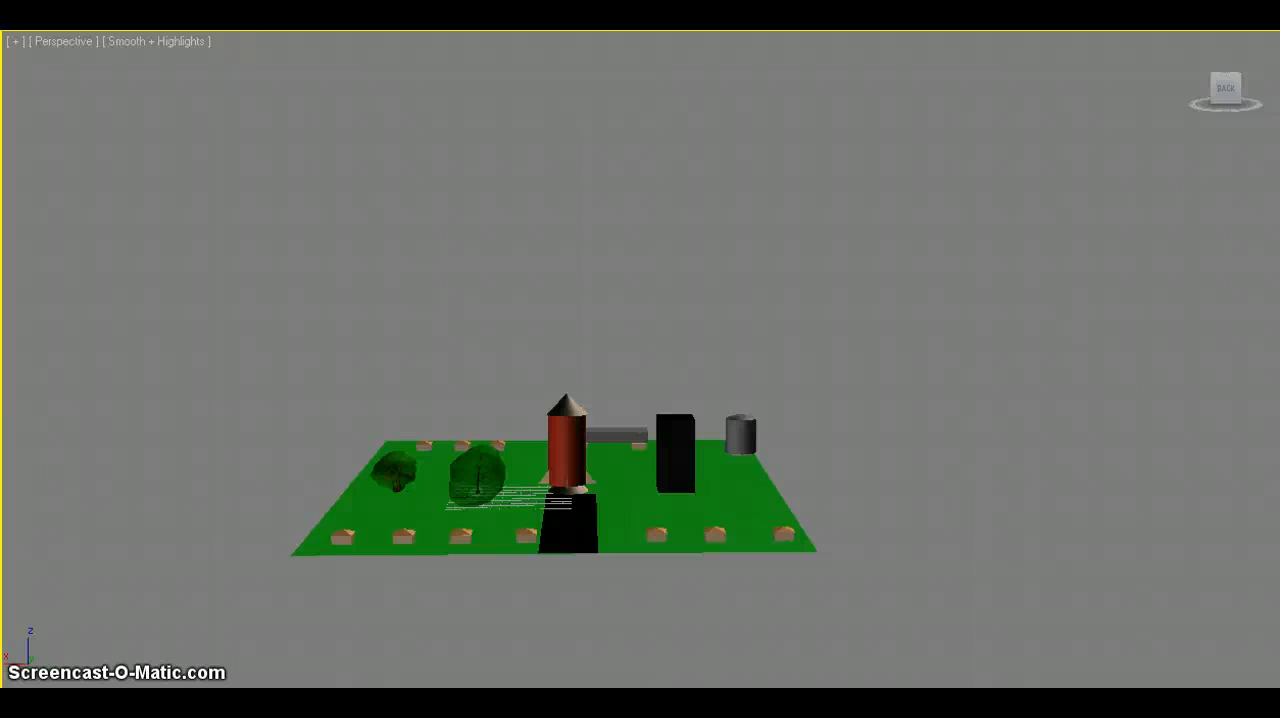 [ + ] [ Perspective ] [ Smooth + Highlights ]
BACK
z
x
y
Screencast-O-Matic.com